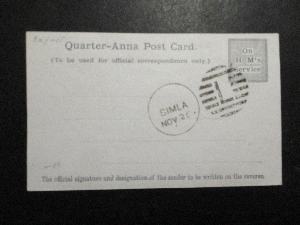 Quarter-Anna Post Card.
(To be used for official correspondence only.)
On
H. M's
Service
L
SIMLA
NOV 26
The official signature and designation of the sender to be written on the reverse.